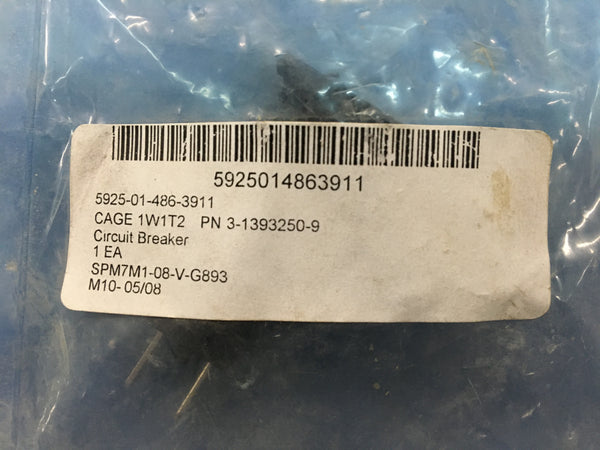 5925014863911
5925-01-486-3911
CAGE 1W1T2 PN 3-1393250-9
Circuit Breaker
1 EA
SPM7M1-08-V-G893
M10- 05/08